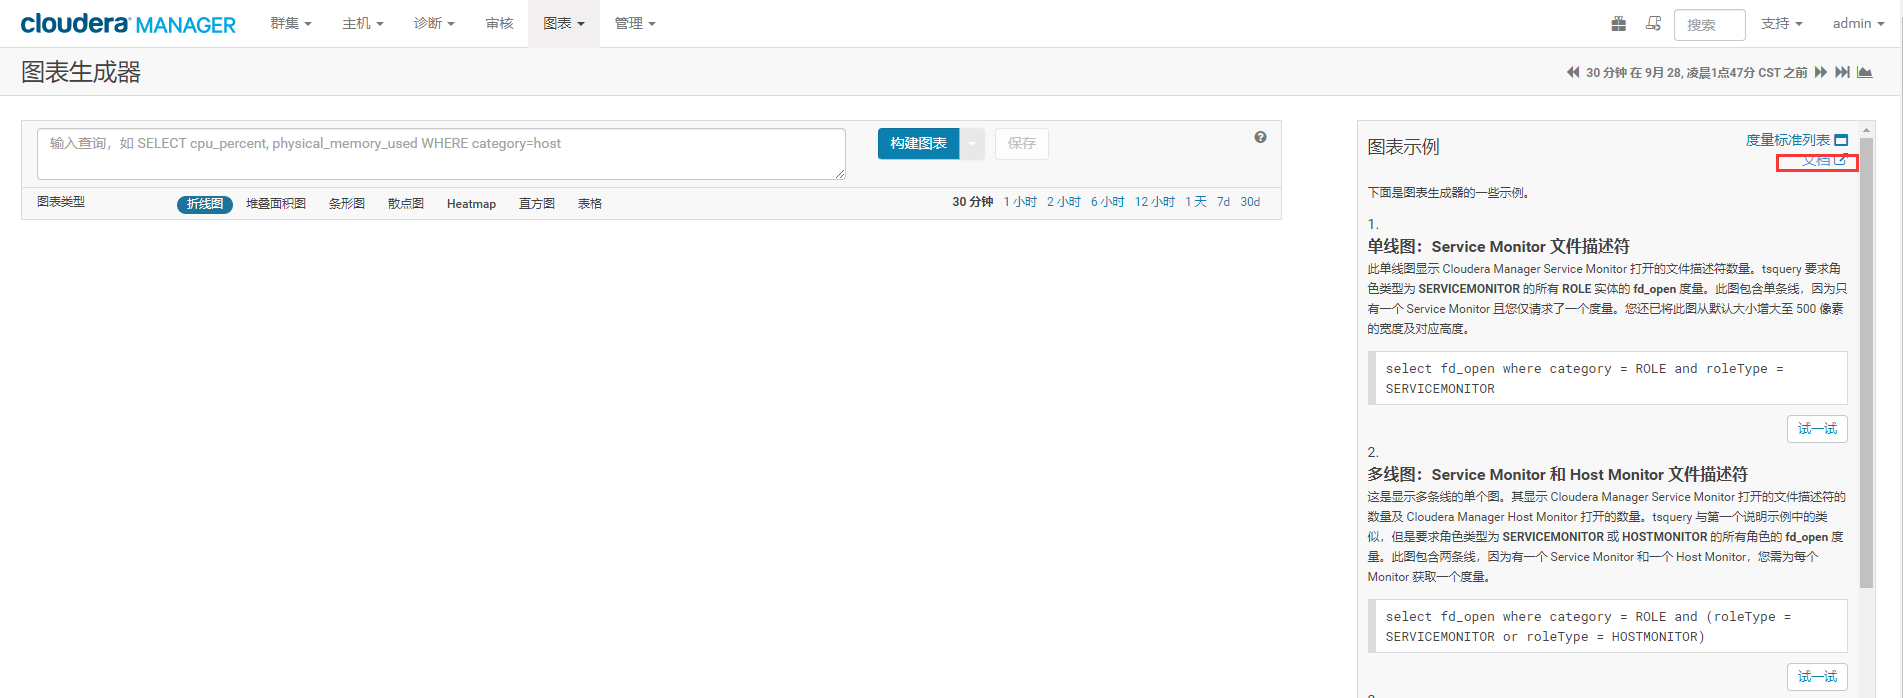 cloudera MANAGER 群集 主机 诊断 审核 图表 管理 搜索 支持 admin
图表生成器
30 分钟 在 9月 28, 凌晨1点47分 CST 之前
输入查询，如 SELECT cpu_percent, physical_memory_used WHERE category=host
构建图表 保存
图表类型 折线图 堆叠面积图 条形图 散点图 Heatmap 直方图 表格
30 分钟 1 小时 2 小时 6 小时 12 小时 1 天 7d 30d
图表示例
度量标准列表
文档
下面是图表生成器的一些示例。
1.
单线图：Service Monitor 文件描述符
此单线图显示 Cloudera Manager Service Monitor 打开的文件描述符数量。tsquery 要求角
色类型为 SERVICEMONITOR 的所有 ROLE 实体的 fd_open 度量。此图包含单条线，因为只
有一个 Service Monitor 且您仅请求了一个度量。您还已将此图从默认大小增大至 500 像素
的宽度及对应高度。
select fd_open where category = ROLE and roleType =
SERVICEMONITOR
试一试
2.
多线图：Service Monitor 和 Host Monitor 文件描述符
这是显示多条线的单个图。其显示 Cloudera Manager Service Monitor 打开的文件描述符的
数量及 Cloudera Manager Host Monitor 打开的数量。tsquery 与第一个说明示例中的类
似，但是要求角色类型为 SERVICEMONITOR 或 HOSTMONITOR 的所有角色的 fd_open 度
量。此图包含两条线，因为有一个 Service Monitor 和一个 Host Monitor，您需为每个
Monitor 获取一个度量。
select fd_open where category = ROLE and (roleType =
SERVICEMONITOR or roleType = HOSTMONITOR)
试一试